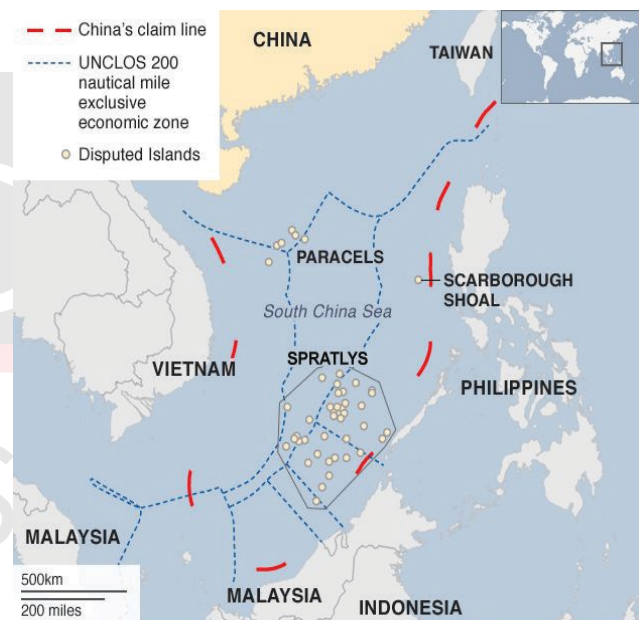 China's claim line
UNCLOS 200
nautical mile
exclusive
economic zone
Disputed Islands
CHINA
TAIWAN
PARACELS
SCARBOROUGH
SHOAL
South China Sea
SPRATLYS
VIETNAM
PHILIPPINES
MALAYSIA
500km
200 miles
MALAYSIA
INDONESIA